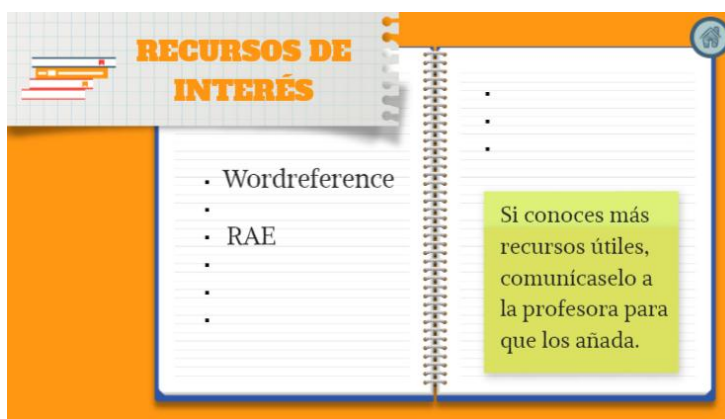 RECURSOS DE
INTERÉS
Wordreference
RAE
Si conoces más
recursos útiles,
comunícaselo a
la profesora para
que los añada.